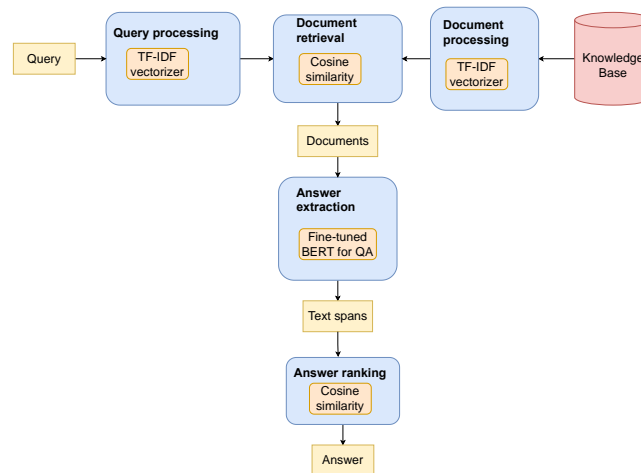 Query
Query processing
TF-IDF
vectorizer
Document
retrieval
Cosine
similarity
Document
processing
TF-IDF
vectorizer
Knowledge
Base
Documents
Answer
extraction
Fine-tuned
BERT for QA
Text spans
Answer ranking
Cosine
similarity
Answer